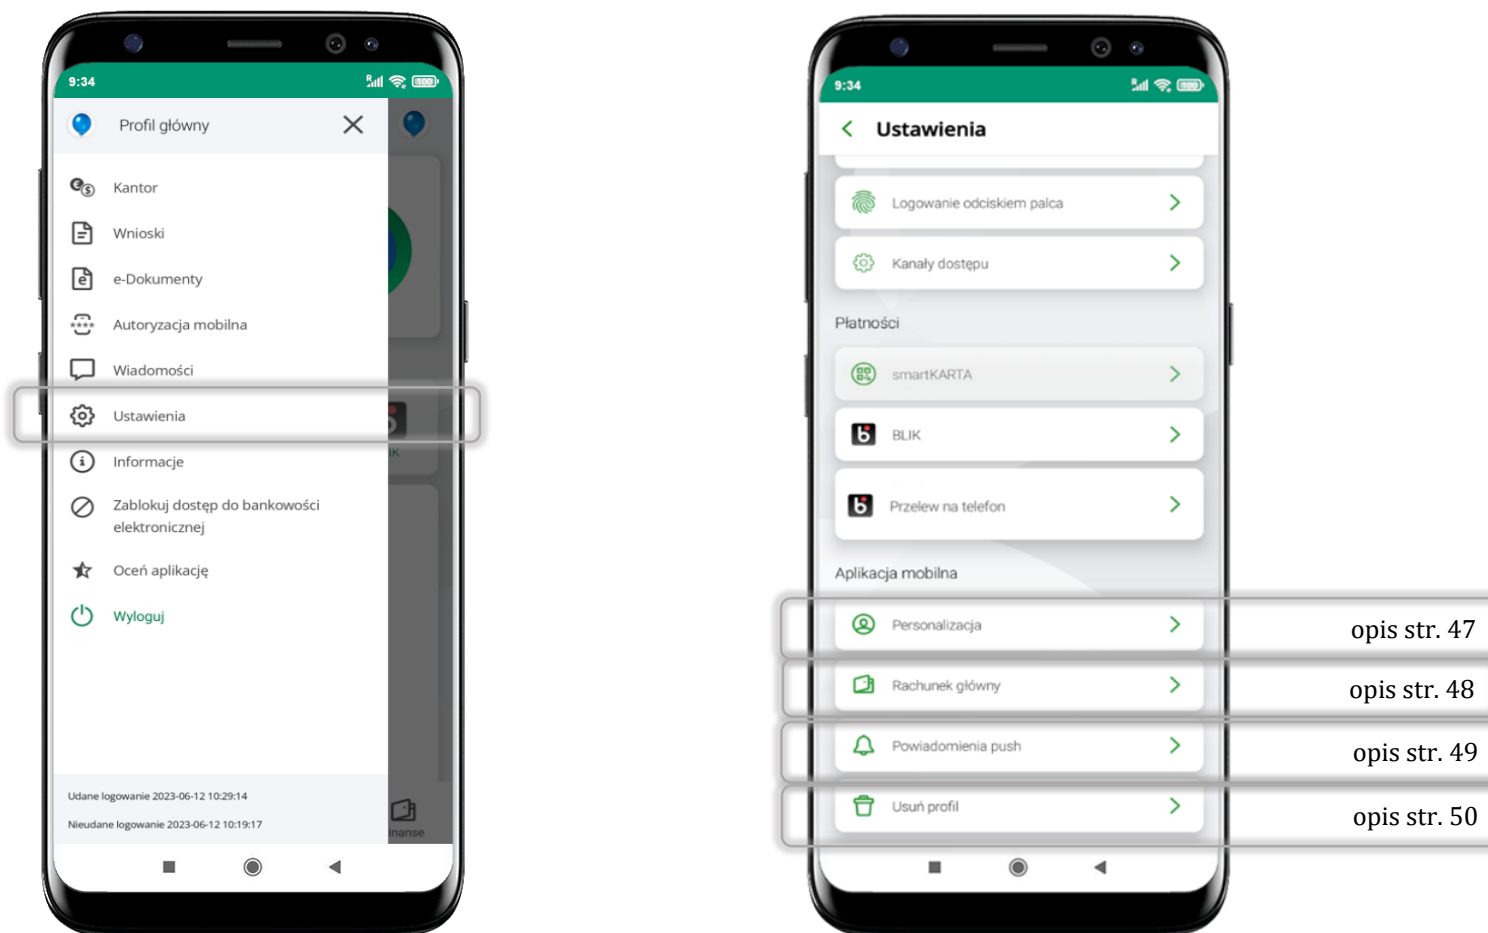 9:34
Profil główny
Kantor
Wnioski
e-Dokumenty
Autoryzacja mobilna
Wiadomości
Ustawienia
Informacje
Zablokuj dostęp do bankowości
elektronicznej
Oceń aplikację
Wyloguj
Udane logowanie 2023-06-12 10:29:14
Nieudane logowanie 2023-06-12 10:19:17
IK
inanse
9:34
Ustawienia
Logowanie odciskiem palca
Kanały dostępu
Płatności
smartKARTA
BLIK
Przelew na telefon
Aplikacja mobilna
Personalizacja
opis str. 47
Rachunek główny
opis str. 48
Powiadomienia push
opis str. 49
Usuń profil
opis str. 50